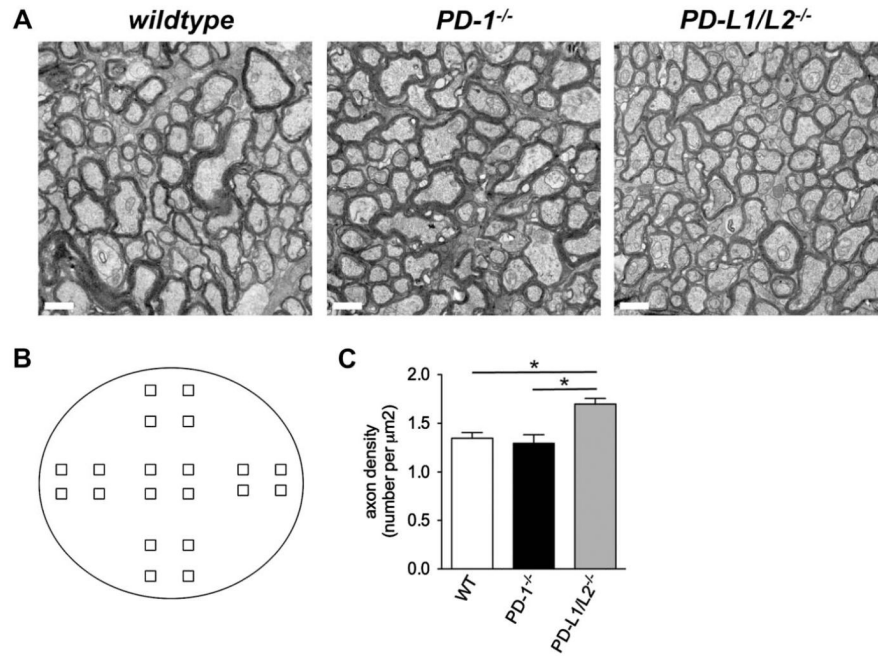 A
wildtype
PD-1-/-
PD-L1/L2-/-
B
C
*
*
2.0
1.5
1.0
0.5
0.0
axon density
(number per μm2)
WT
PD-1-/-
PD-L1/L2-/-